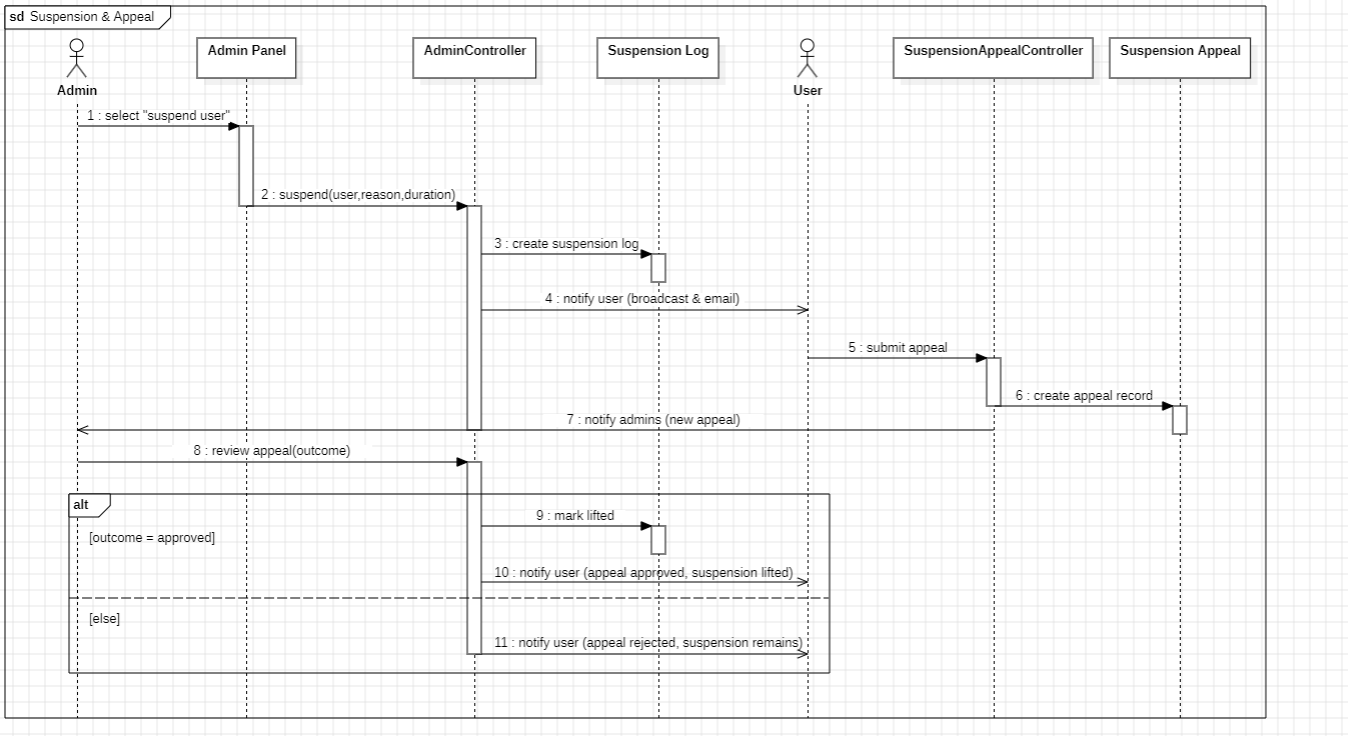 sd Suspension & Appeal
Admin Panel
AdminController
Suspension Log
SuspensionAppealController
Suspension Appeal
Admin
User
1 : select "suspend user"
2 : suspend(user,reason,duration)
3 : create suspension log
4 : notify user (broadcast & email)
5 : submit appeal
6 : create appeal record
7 : notify admins (new appeal)
8 : review appeal(outcome)
alt
9 : mark lifted
[outcome = approved]
10 : notify user (appeal approved, suspension lifted)
[else]
11 : notify user (appeal rejected, suspension remains)